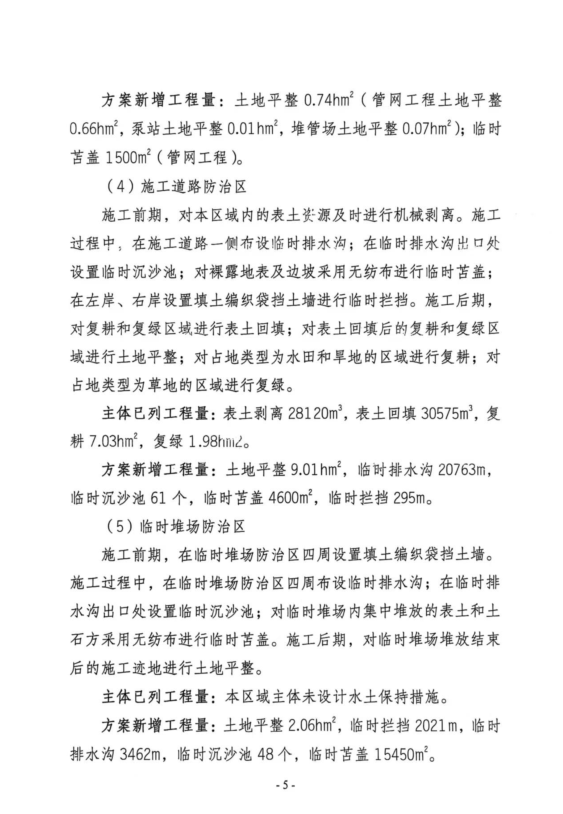 方案新增工程量：土地平整 0.74hm²（管网工程土地平整
0.66hm²，泵站土地平整 0.01hm²，堆管场土地平整 0.07hm²）；临时
苫盖 1500m²（管网工程）。
（4）施工道路防治区
施工前期，对本区域内的表土资源及时进行机械剥离。施工
过程中，在施工道路一侧布设临时排水沟；在临时排水沟出口处
设置临时沉沙池；对裸露地表及边坡采用无纺布进行临时苫盖；
在左岸、右岸设置填土编织袋挡土墙进行临时拦挡。施工后期，
对复耕和复绿区域进行表土回填；对表土回填后的复耕和复绿区
域进行土地平整；对占地类型为水田和旱地的区域进行复耕；对
占地类型为草地的区域进行复绿。
主体已列工程量：表土剥离 28120m³，表土回填 30575m³，复
耕 7.03hm²，复绿 1.98hm2。
方案新增工程量：土地平整 9.01hm²，临时排水沟 20763m，
临时沉沙池 61 个，临时苫盖 4600m²，临时拦挡 295m。
（5）临时堆场防治区
施工前期，在临时堆场防治区四周设置填土编织袋挡土墙。
施工过程中，在临时堆场防治区四周布设临时排水沟；在临时排
水沟出口处设置临时沉沙池；对临时堆场内集中堆放的表土和土
石方采用无纺布进行临时苫盖。施工后期，对临时堆场堆放结束
后的施工迹地进行土地平整。
主体已列工程量：本区域主体未设计水土保持措施。
方案新增工程量：土地平整 2.06hm²，临时拦挡 2021m，临时
排水沟 3462m，临时沉沙池 48 个，临时苫盖 15450m²。
- 5 -